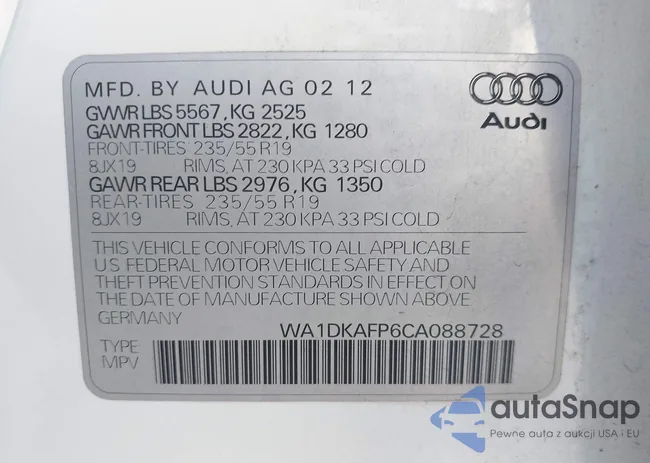 MFD. BY AUDI AG 02 12
GVWR LBS 5567, KG 2525
GAWR FRONT LBS 2822, KG 1280
FRONT-TIRES 235/55 R19
8JX19 RIMS, AT 230 KPA 33 PSI COLD
GAWR REAR LBS 2976, KG 1350
REAR-TIRES 235/55 R19
8JX19 RIMS, AT 230 KPA 33 PSI COLD
Audi
THIS VEHICLE CONFORMS TO ALL APPLICABLE
U.S. FEDERAL MOTOR VEHICLE SAFETY AND
THEFT PREVENTION STANDARDS IN EFFECT ON
THE DATE OF MANUFACTURE SHOWN ABOVE.
GERMANY WA1DKAFP6CA088728
TYPE
MPV
autaSnap
Pewne auta z aukcji USA i EU